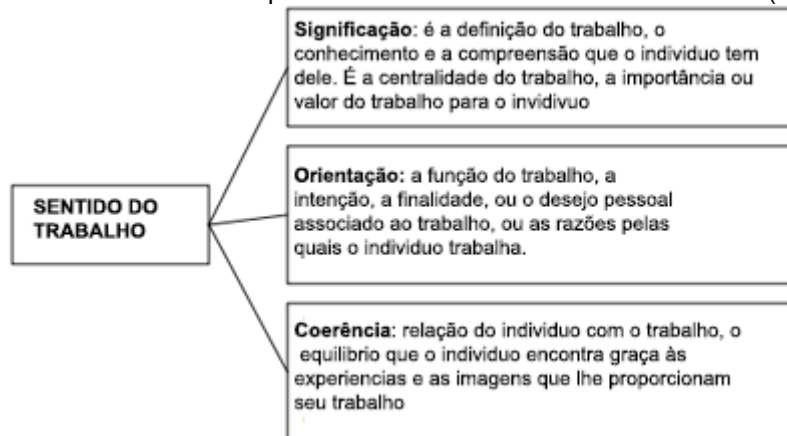 Significação: é a definição do trabalho, o
conhecimento e a compreensão que o individuo tem
dele. É a centralidade do trabalho, a importância ou
valor do trabalho para o invidivuo
SENTIDO DO
TRABALHO
Orientação: a função do trabalho, a
intenção, a finalidade, ou o desejo pessoal
associado ao trabalho, ou as razões pelas
quais o individuo trabalha.
Coerência: relação do individuo com o trabalho, o
equilibrio que o individuo encontra graça às
experiencias e as imagens que lhe proporcionam
seu trabalho